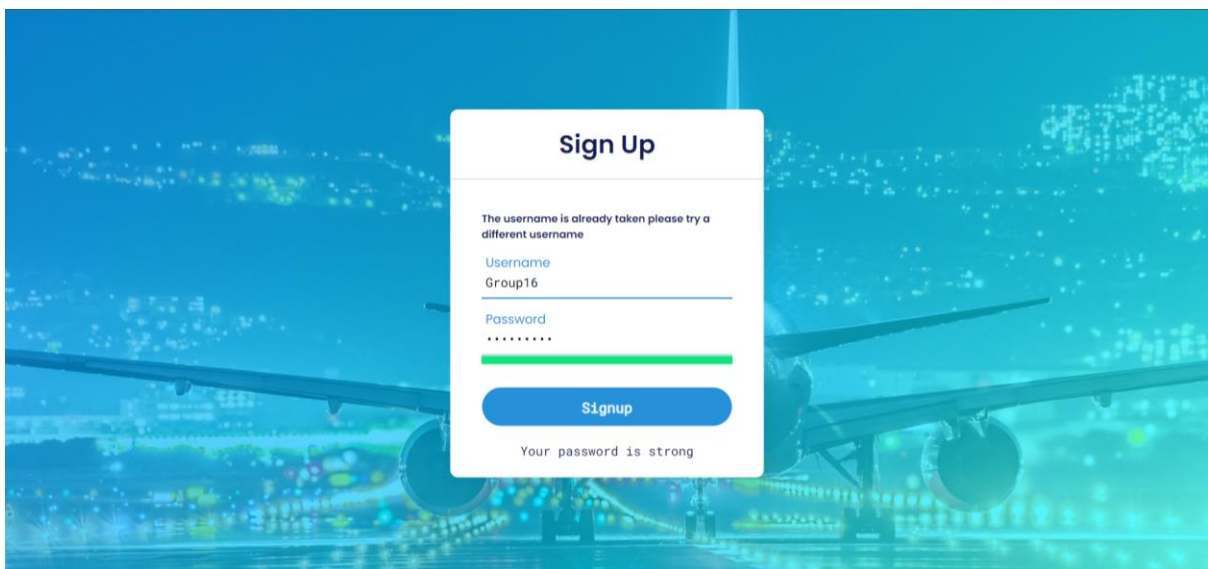 Sign Up
The username is already taken please try a
different username
Username
Group16
Password
•••••••••
Signup
Your password is strong